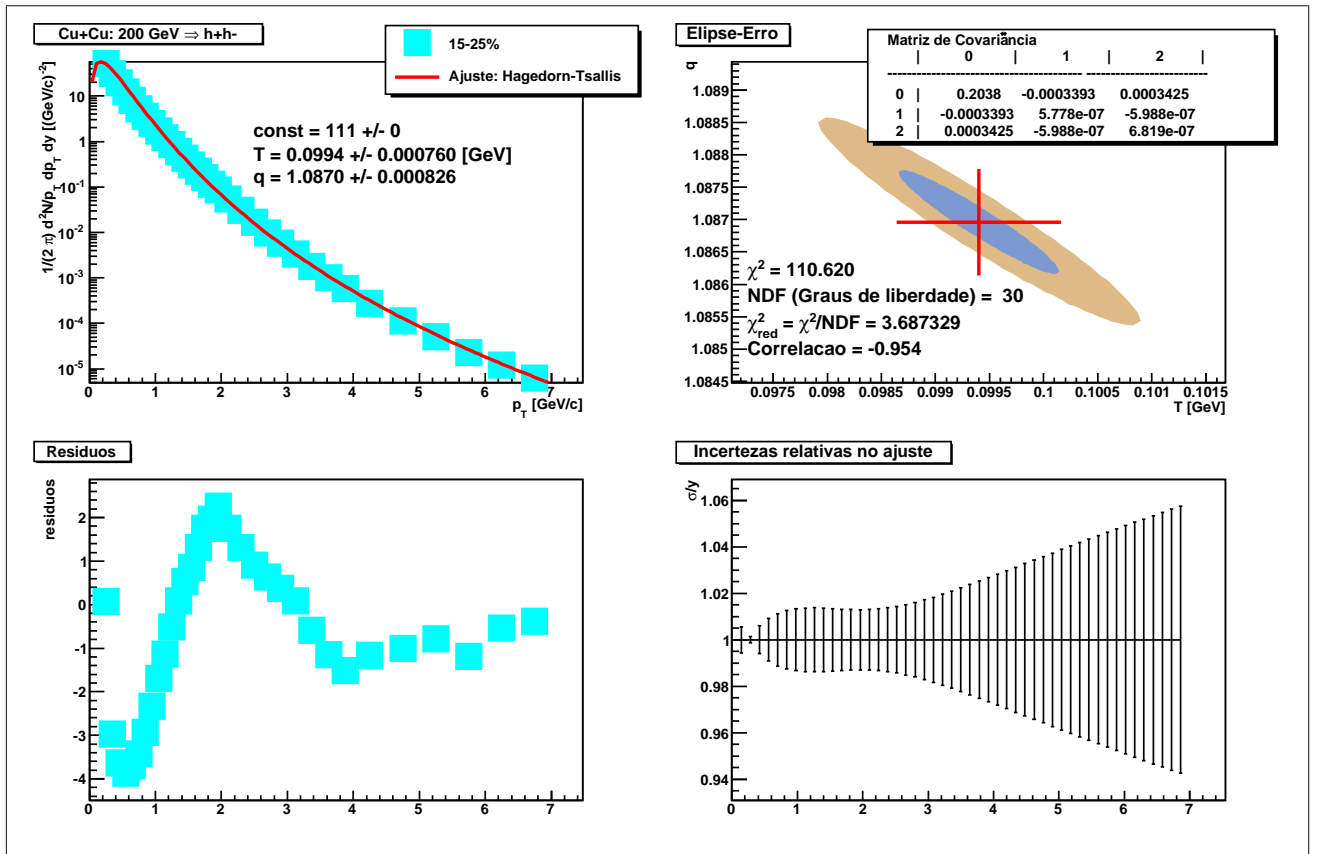 Cu+Cu: 200 GeV ⇒ h+h-
15-25%
Ajuste: Hagedorn-Tsallis
1/(2 π) d²N/p_T dp_T dy [(GeV/c)⁻²]
const = 111 +/- 0
T = 0.0994 +/- 0.000760 [GeV]
q = 1.0870 +/- 0.000826
10
1
10⁻¹
10⁻²
10⁻³
10⁻⁴
10⁻⁵
0 1 2 3 4 5 6 7
p_T [GeV/c]
Elipse-Erro
Matriz de Covariância
| 0 | 1 | 2 |
0 | 0.2038 -0.0003393 0.0003425
1 | -0.0003393 5.778e-07 -5.988e-07
2 | 0.0003425 -5.988e-07 6.819e-07
q
1.089
1.0885
1.088
1.0875
1.087
1.0865
1.086
1.0855
1.085
1.0845
χ² = 110.620
NDF (Graus de liberdade) = 30
χ²_red = χ²/NDF = 3.687329
Correlacao = -0.954
0.0975 0.098 0.0985 0.099 0.0995 0.1 0.1005 0.101 0.1015
T [GeV]
Residuos
residuos
2
1
0
-1
-2
-3
-4
0 1 2 3 4 5 6 7
Incertezas relativas no ajuste
σ/y
1.06
1.04
1.02
1
0.98
0.96
0.94
0 1 2 3 4 5 6 7